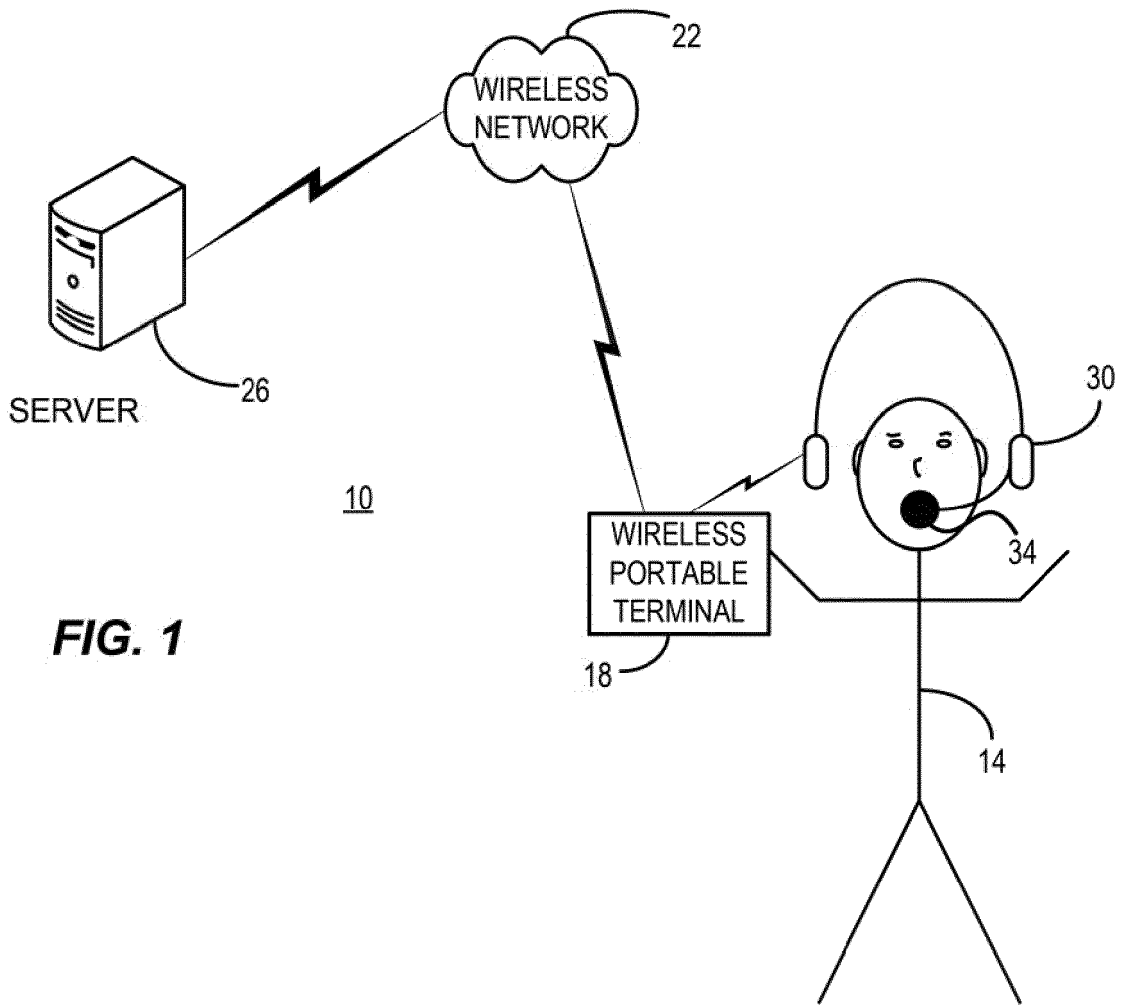 22
WIRELESS
NETWORK
26
SERVER
30
10
34
WIRELESS
PORTABLE
TERMINAL
FIG. 1
18
14